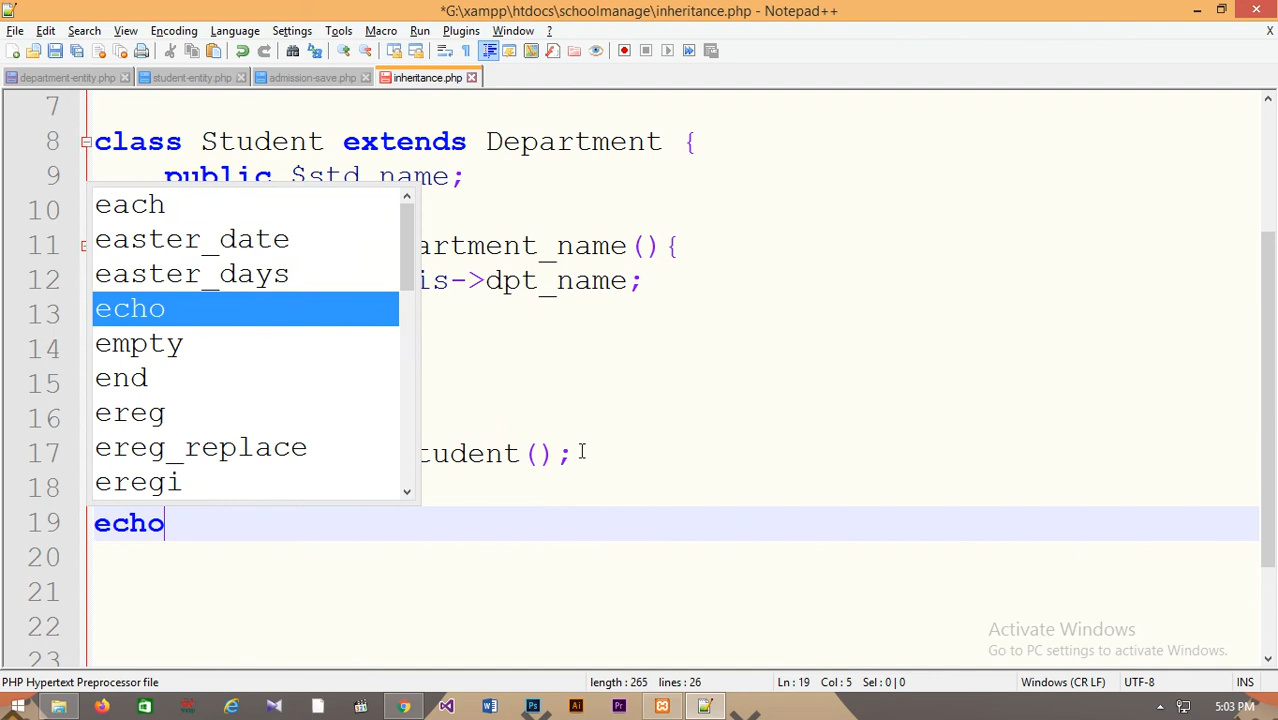 *G:\xampp\htdocs\schoolmanage\inheritance.php - Notepad++
File Edit Search View Encoding Language Settings Tools Macro Run Plugins Window ? X
department-entity.php student-entity.php admission-save.php inheritance.php
7
8 class Student extends Department {
9 public $std_name;
10
11 artment_name(){
12 is->dpt_name;
13
14
15
16
17 tudent();
18
19 echo
20
21
22
23
each
easter_date
easter_days
echo
empty
end
ereg
ereg_replace
eregi
Activate Windows
Go to PC settings to activate Windows.
PHP Hypertext Preprocessor file length : 265 lines : 26 Ln : 19 Col : 5 Sel : 0 | 0 Windows (CR LF) UTF-8 INS
5:03 PM